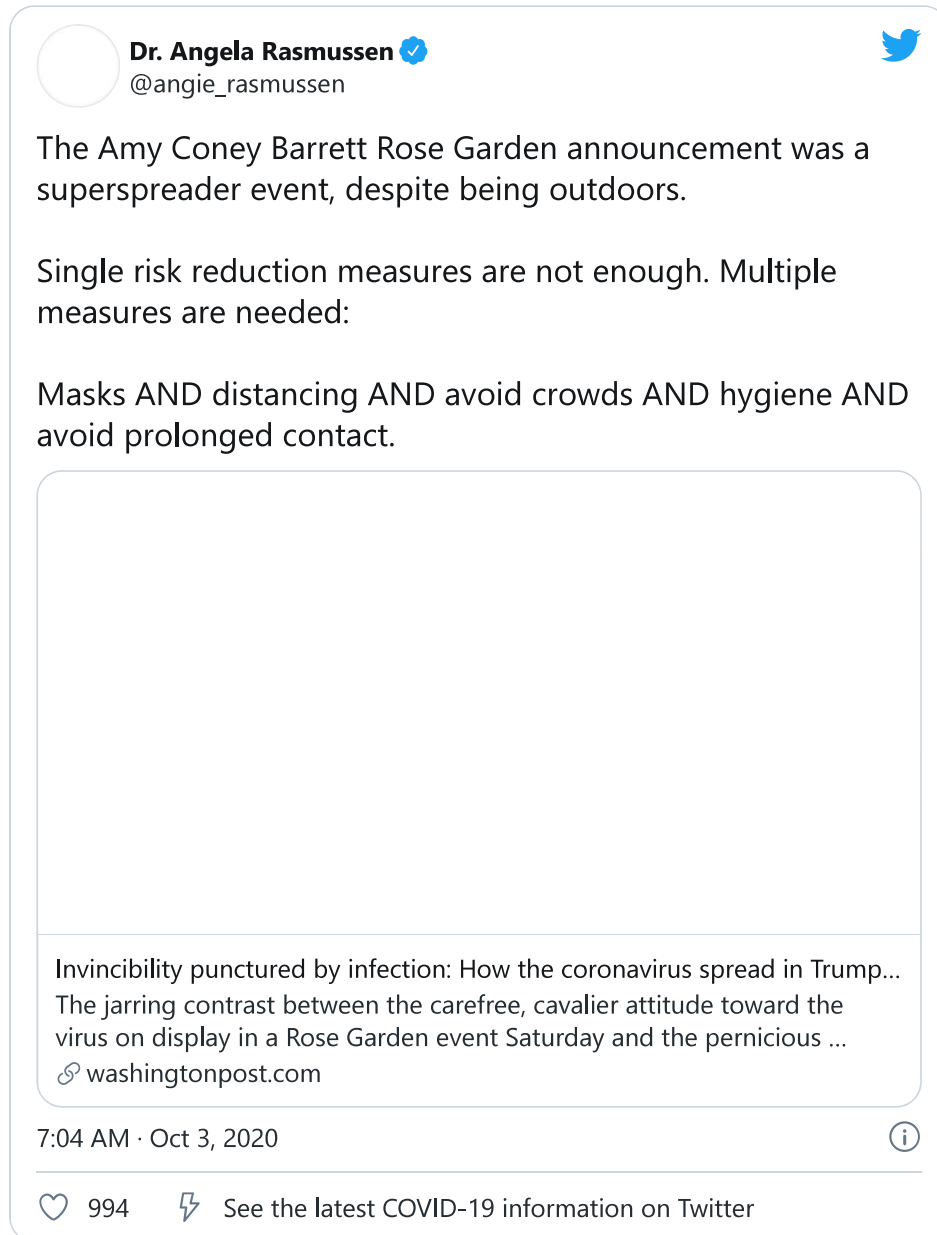 Dr. Angela Rasmussen
@angie_rasmussen
The Amy Coney Barrett Rose Garden announcement was a
superspreader event, despite being outdoors.
Single risk reduction measures are not enough. Multiple
measures are needed:
Masks AND distancing AND avoid crowds AND hygiene AND
avoid prolonged contact.
Invincibility punctured by infection: How the coronavirus spread in Trump...
The jarring contrast between the carefree, cavalier attitude toward the
virus on display in a Rose Garden event Saturday and the pernicious ...
washingtonpost.com
7:04 AM · Oct 3, 2020
994 See the latest COVID-19 information on Twitter